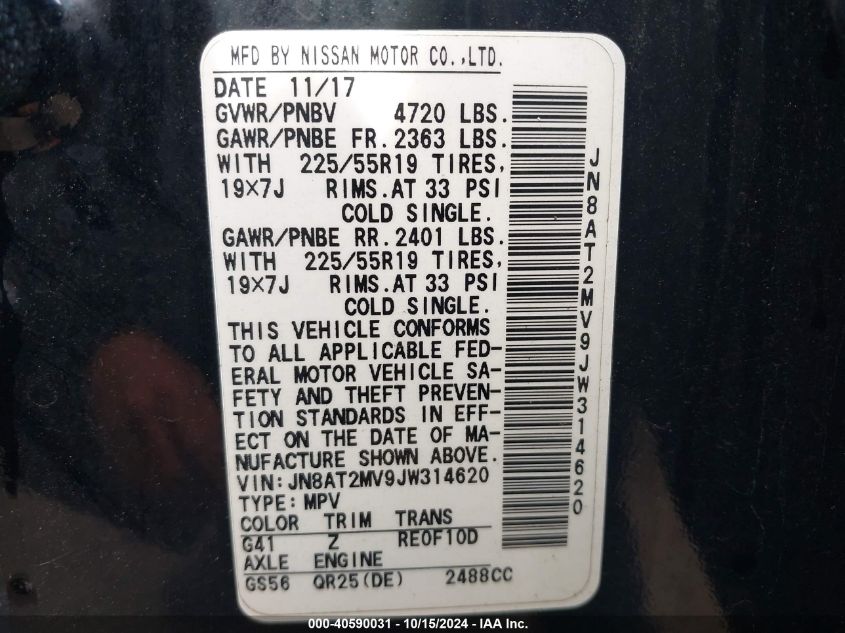 MFD BY NISSAN MOTOR CO.,LTD.
DATE 11/17
GVWR/PNBV 4720 LBS.
GAWR/PNBE FR.2363 LBS.
WITH 225/55R19 TIRES,
19×7J RIMS.AT 33 PSI
COLD SINGLE.
GAWR/PNBE RR.2401 LBS.
WITH 225/55R19 TIRES,
19×7J RIMS.AT 33 PSI
COLD SINGLE.
THIS VEHICLE CONFORMS
TO ALL APPLICABLE FED-
ERAL MOTOR VEHICLE SA-
FETY AND THEFT PREVEN-
TION STANDARDS IN EFF-
ECT ON THE DATE OF MA-
NUFACTURE SHOWN ABOVE.
VIN:JN8AT2MV9JW314620
TYPE:MPV
COLOR TRIM TRANS
G41 Z RE0F10D
AXLE ENGINE
GS56 QR25(DE) 2488CC
JN8AT2MV9JW314620
000-40590031 - 10/15/2024 - IAA Inc.